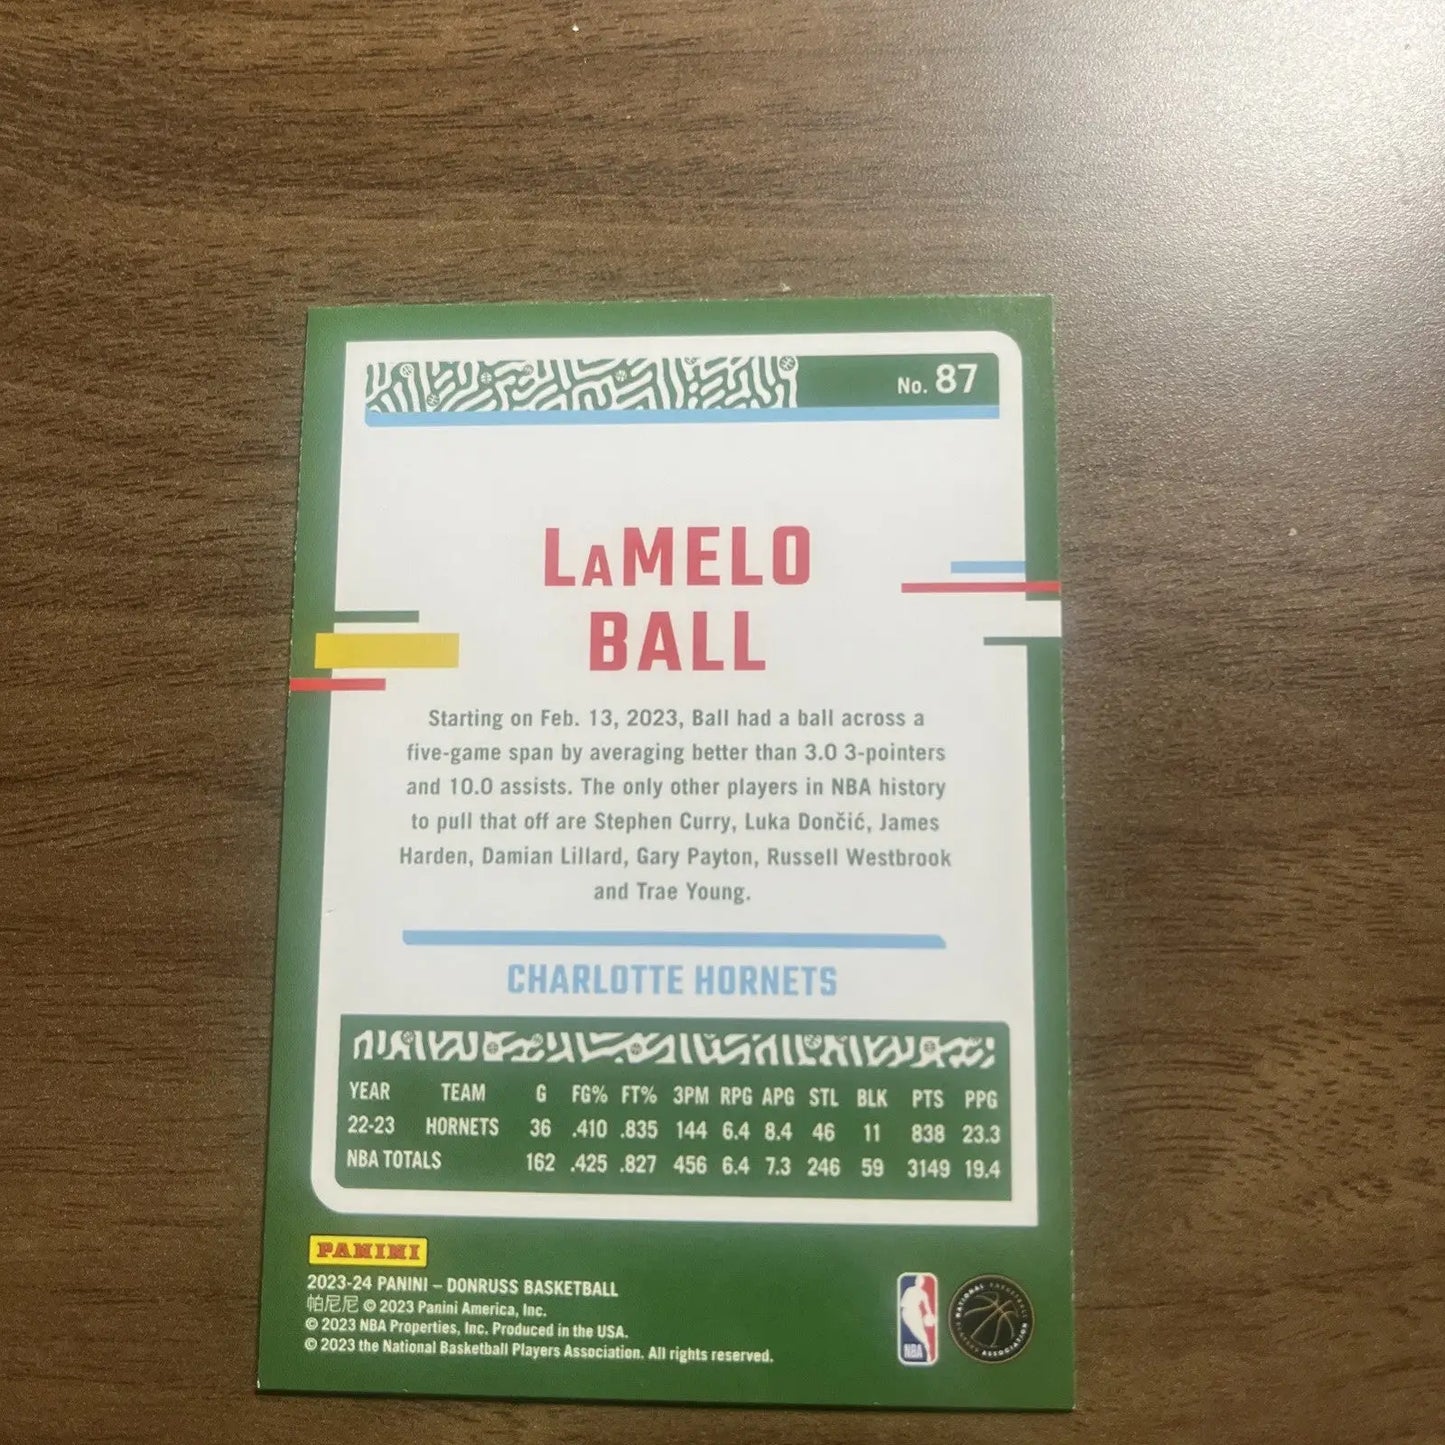 No. 87
LAMELO
BALL
Starting on Feb. 13, 2023, Ball had a ball across a
five-game span by averaging better than 3.0 3-pointers
and 10.0 assists. The only other players in NBA history
to pull that off are Stephen Curry, Luka Dončić, James
Harden, Damian Lillard, Gary Payton, Russell Westbrook
and Trae Young.
CHARLOTTE HORNETS
YEAR TEAM G FG% FT% 3PM RPG APG STL BLK PTS PPG
22-23 HORNETS 36 .410 .835 144 6.4 8.4 46 11 838 23.3
NBA TOTALS 162 .425 .827 456 6.4 7.3 246 59 3149 19.4
PANINI
2023-24 PANINI – DONRUSS BASKETBALL
帕尼尼 © 2023 Panini America, Inc.
© 2023 NBA Properties, Inc. Produced in the USA.
© 2023 the National Basketball Players Association. All rights reserved.
NBA
NATIONAL BASKETBALL
PLAYERS ASSOCIATION